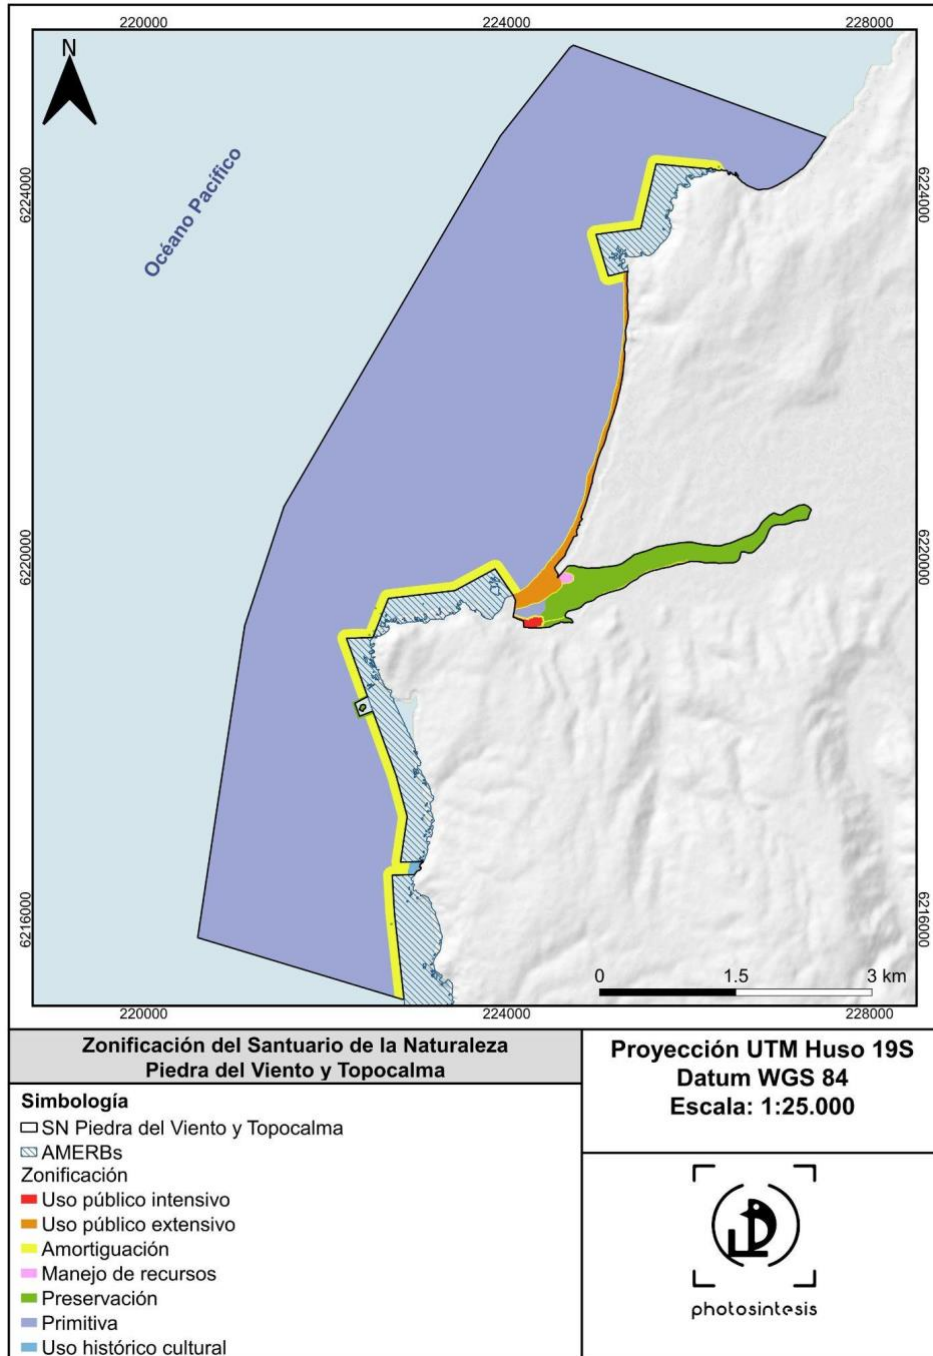 220000
224000
228000
N
Océano Pacífico
6224000
6224000
6220000
6220000
6216000
6216000
0
1.5
3 km
220000
224000
228000
Zonificación del Santuario de la Naturaleza
Piedra del Viento y Topocalma
Proyección UTM Huso 19S
Datum WGS 84
Escala: 1:25.000
Simbología
SN Piedra del Viento y Topocalma
AMERBs
Zonificación
Uso público intensivo
Uso público extensivo
Amortiguación
Manejo de recursos
Preservación
Primitiva
Uso histórico cultural
photosintesis